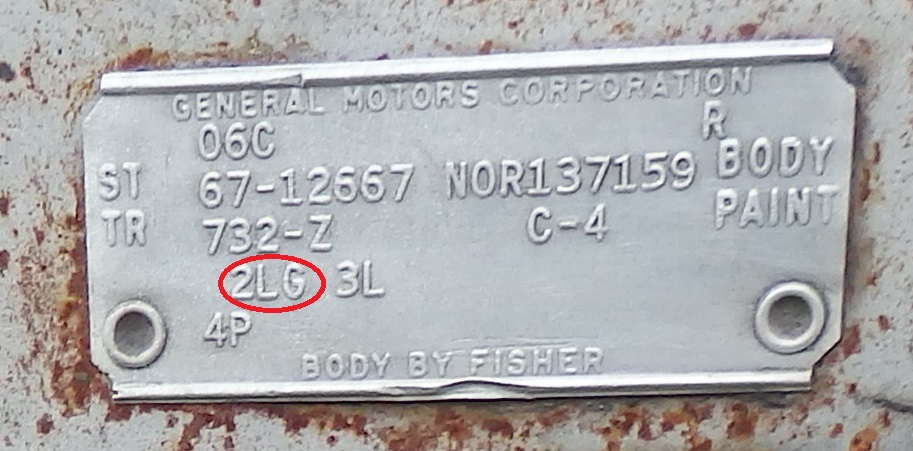 GENERAL MOTORS CORPORATION
06C R
ST 67-12667 NOR137159 BODY
TR 732-Z C-4 PAINT
2LG 3L
4P
BODY BY FISHER